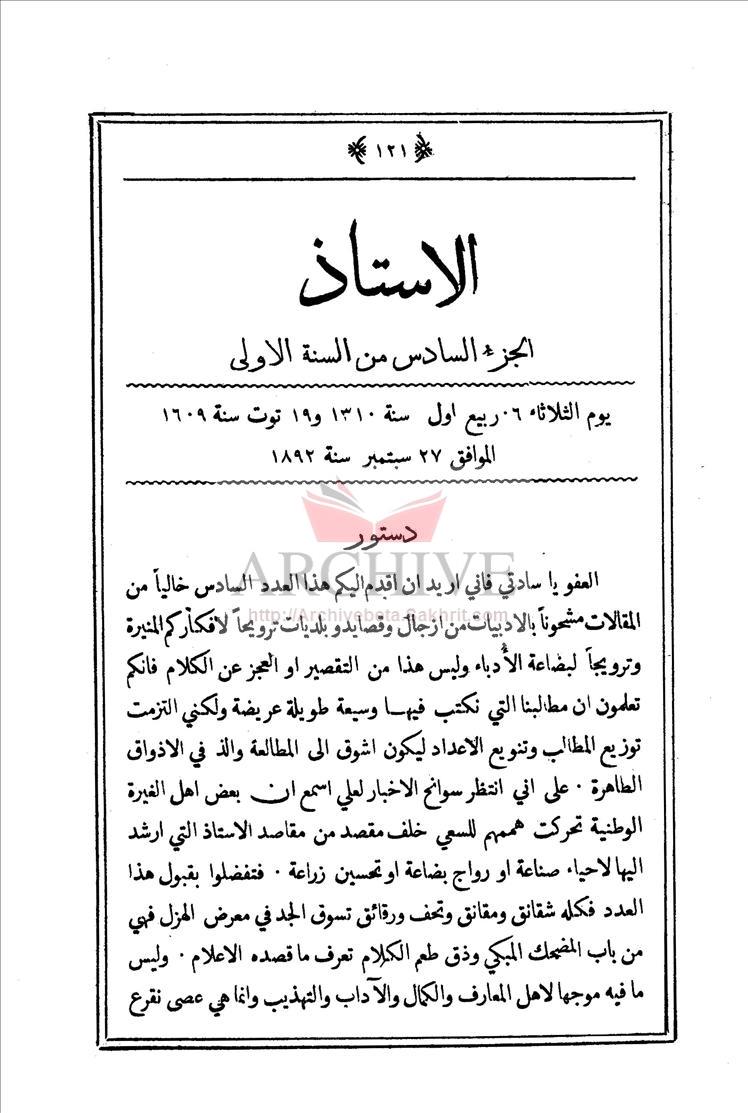 ﴿ ١٢١ ﴾
الاستاذ
الجزء السادس من السنة الاولى
يوم الثلاثاء ٠٦ ربيع اول سنة ١٣١٠ و١٩ توت سنة ١٦٠٩
الموافق ٢٧ سبتمبر سنة ١٨٩٢
دستور
ARCHIVE
http://Archivebeta.Sakhrit.com
العفو يا سادتي فاني اريد ان اقدم اليكم هذا العدد السادس خالياً من
المقالات مشحوناً بالادبيات من ازجال وقصايد وبلديات ترويحاً لافكاركم المنيرة
وترويجاً لبضاعة الأُدباء وليس هذا من التقصير او العجز عن الكلام فانكم
تعلمون ان مطالبنا التي نكتب فيها وسيعة طويلة عريضة ولكني التزمت
توزيع المطالب وتنويع الاعداد ليكون اشوق الى المطالعة والذ في الاذواق
الطاهرة ٠ على اني انتظر سوانح الاخبار لعلي اسمع ان بعض اهل الغيرة
الوطنية تحركت هممهم للسعي خلف مقصد من مقاصد الاستاذ التي ارشد
اليها لاحياء صناعة او رواج بضاعة او تحسين زراعة ٠ فتفضلوا بقبول هذا
العدد فكله شقانق ومقانق وتحف ورقائق تسوق الجد في معرض الهزل فهي
من باب المضحك المبكي وذق طعم الكلام تعرف ما قصده الاعلام ٠ وليس
ما فيه موجها لاهل المعارف والكمال والآداب والتهذيب وانما هي عصى نقرع